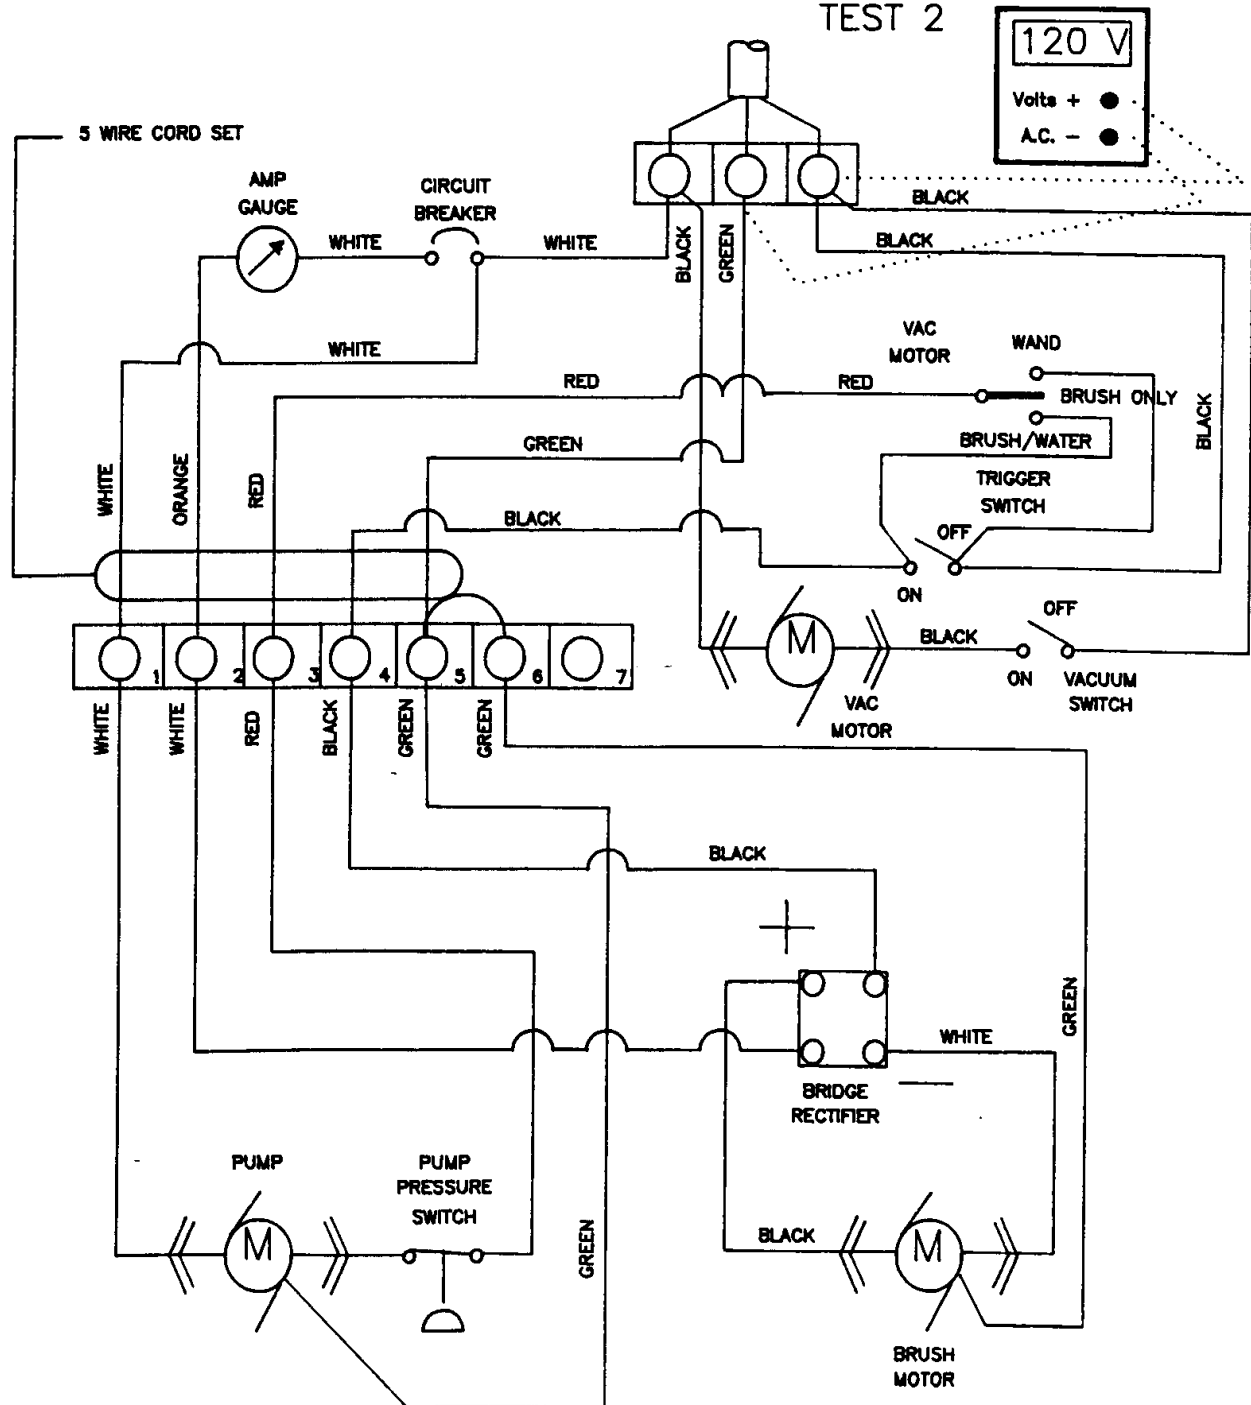 TEST 2
120 V
Volts +
A.C. −
5 WIRE CORD SET
AMP
GAUGE
CIRCUIT
BREAKER
WHITE
WHITE
BLACK
GREEN
BLACK
BLACK
WHITE
VAC
MOTOR
WAND
RED
RED
BRUSH ONLY
BLACK
BRUSH/WATER
GREEN
TRIGGER
SWITCH
WHITE
ORANGE
RED
BLACK
OFF
ON
OFF
BLACK
ON
VACUUM
SWITCH
M
VAC
MOTOR
1
2
3
4
5
6
7
WHITE
WHITE
RED
BLACK
GREEN
GREEN
BLACK
+
GREEN
WHITE
−
BRIDGE
RECTIFIER
PUMP
PUMP
PRESSURE
SWITCH
M
GREEN
BLACK
M
BRUSH
MOTOR